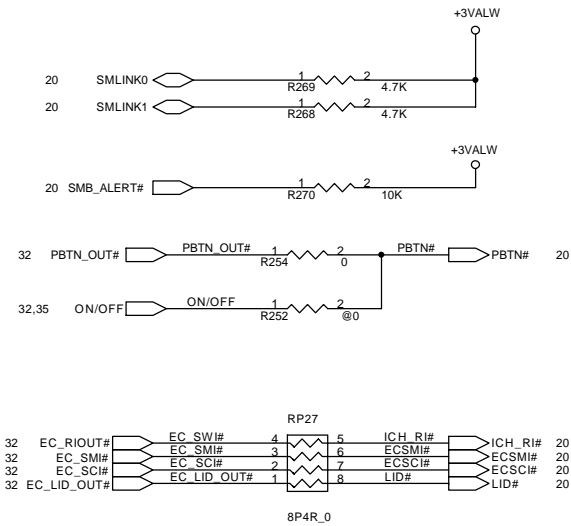 +3VALW
20 SMLINK0 1 2
R269 4.7K
20 SMLINK1 1 2
R268 4.7K
+3VALW
20 SMB_ALERT# 1 2
R270 10K
32 PBTN_OUT# PBTN_OUT# 1 2 PBTN# PBTN# 20
R254 0
32,35 ON/OFF ON/OFF 1 2
R252 @0
RP27
32 EC_RIOUT# EC_SWI# 4 5 ICH_RI# ICH_RI# 20
32 EC_SMI# EC_SMI# 3 6 ECSMI# ECSMI# 20
32 EC_SCI# EC_SCI# 2 7 ECSCI# ECSCI# 20
32 EC_LID_OUT# EC_LID_OUT# 1 8 LID# LID# 20
8P4R_0